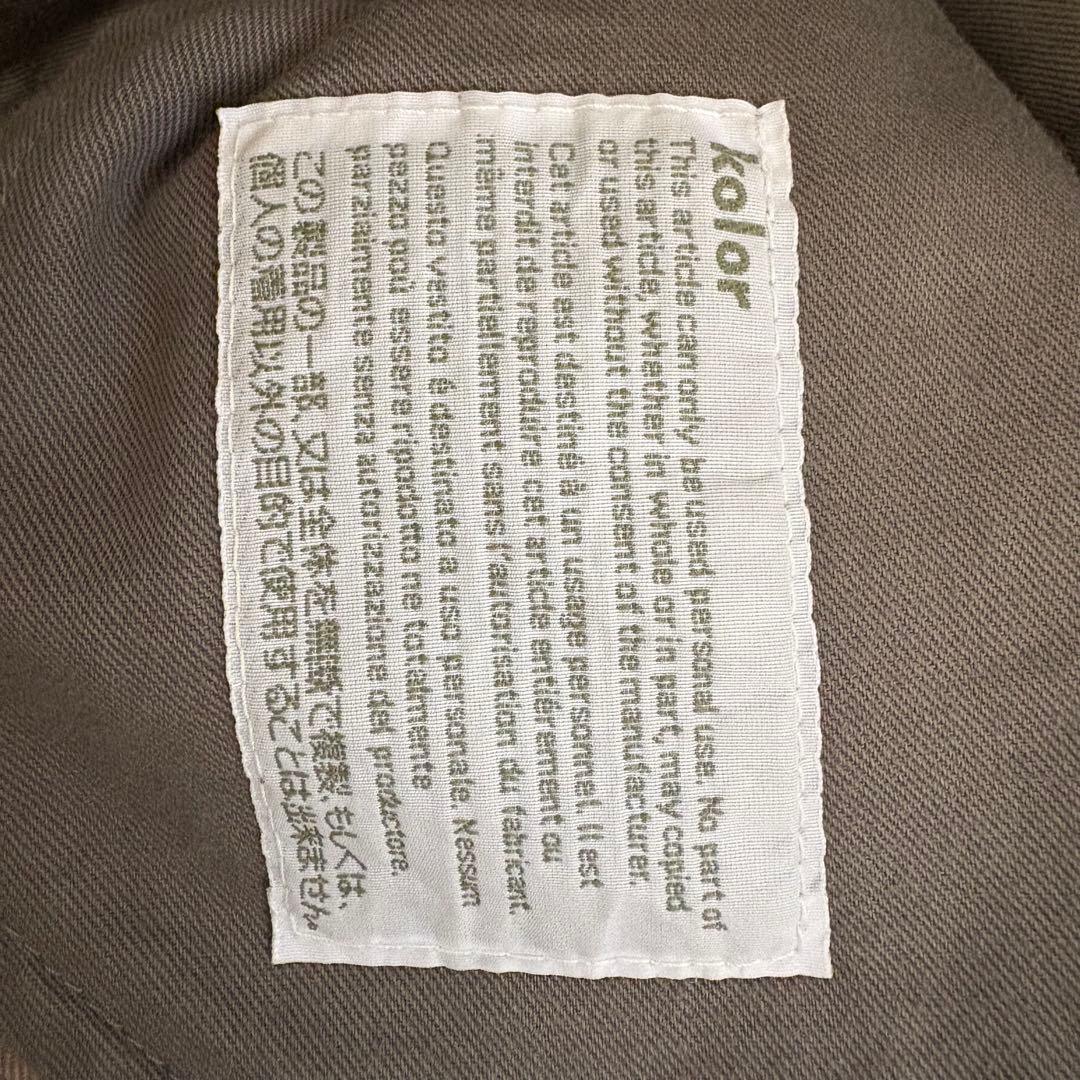 kolor
This article can only be used personal use. No part of
this article, whether in whole or in part, may copied
or used without the consent of the manufacturer.
Cet article est destiné à un usage personnel. Il est
interdit de reproduire cet article entièrement ou
même partiellement sans l'autorisation du fabricant.
Questo vestito é destinato a uso personale. Nessum
pezzo pou' essere ripodotto ne totalmente
parziaimente senza autorizzazione del productore.
この製品の一部、又は全体を無断で複製、もしくは、
個人の着用以外の目的で使用することは出来ません。